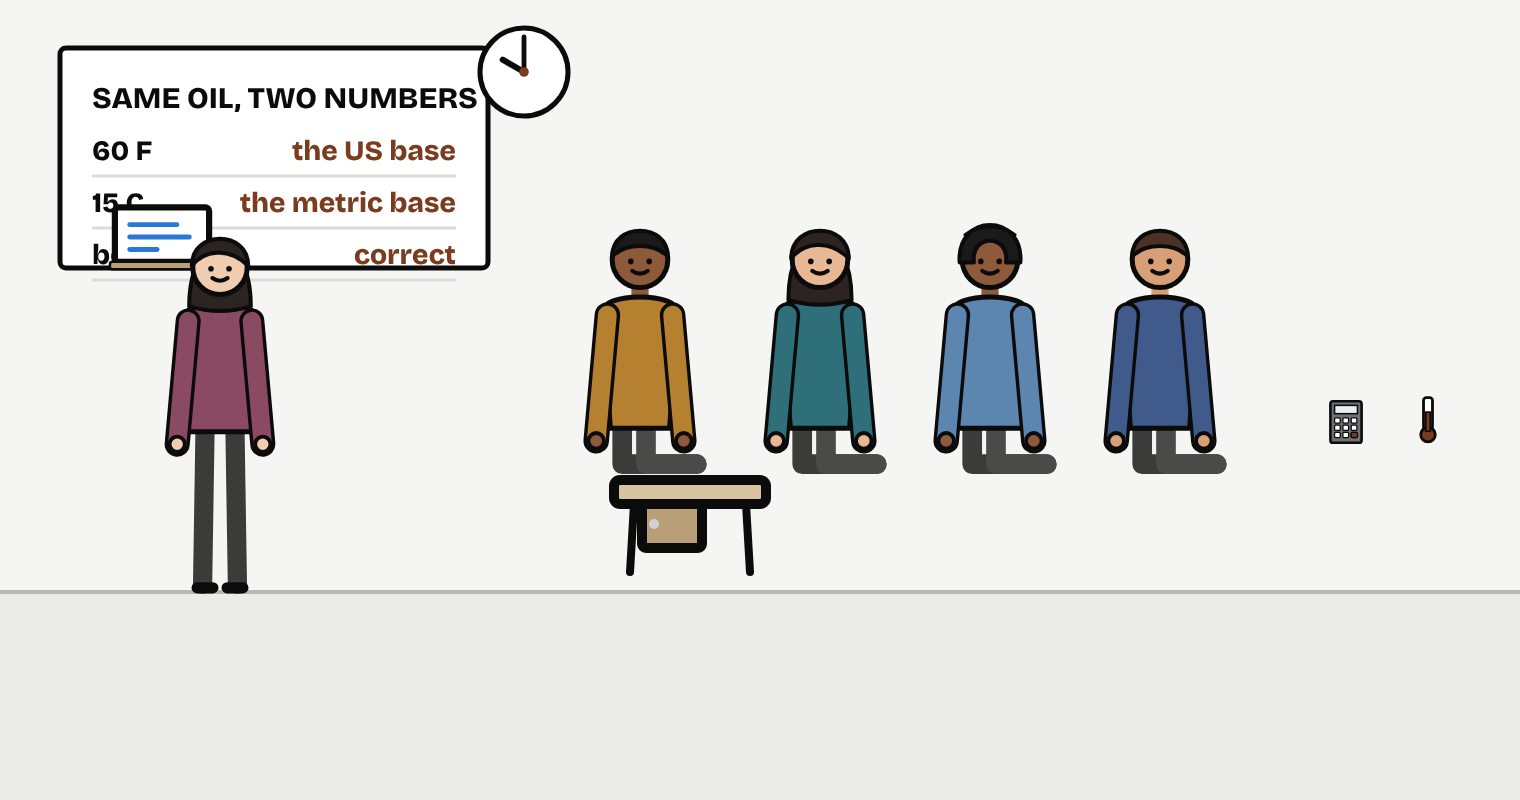 SAME OIL, TWO NUMBERS
60 F the US base
15 C the metric base
correct